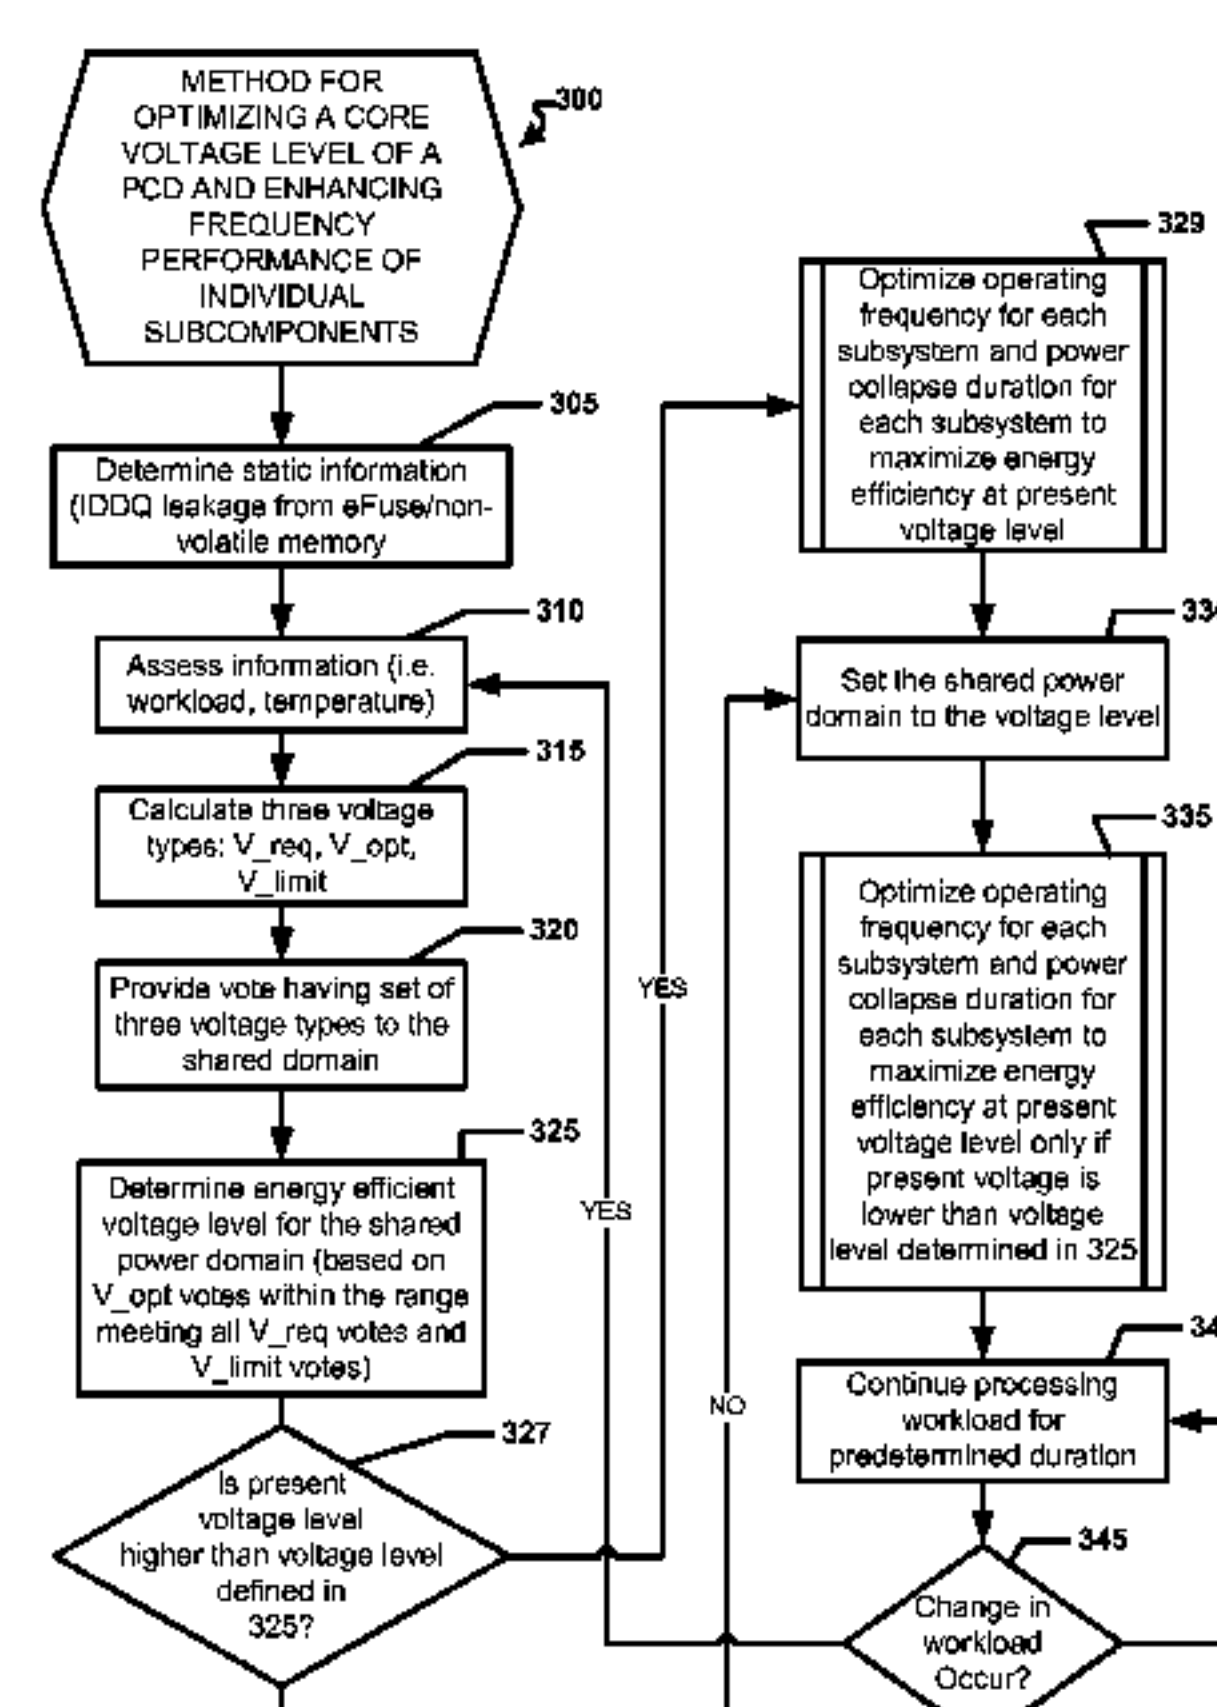 METHOD FOR
OPTIMIZING A CORE
VOLTAGE LEVEL OF A
PCD AND ENHANCING
FREQUENCY
PERFORMANCE OF
INDIVIDUAL
SUBCOMPONENTS
300
305
Determine static information
(IDDQ leakage from eFuse/non-
volatile memory
310
Assess information (i.e.
workload, temperature)
315
Calculate three voltage
types: V_req, V_opt,
V_limit
320
Provide vote having set of
three voltage types to the
shared domain
325
Determine energy efficient
voltage level for the shared
power domain (based on
V_opt votes within the range
meeting all V_req votes and
V_limit votes)
327
Is present
voltage level
higher than voltage level
defined in
325?
YES
YES
NO
329
Optimize operating
frequency for each
subsystem and power
collapse duration for
each subsystem to
maximize energy
efficiency at present
voltage level
Set the shared power
domain to the voltage level
335
Optimize operating
frequency for each
subsystem and power
collapse duration for
each subsystem to
maximize energy
efficiency at present
voltage level only if
present voltage is
lower than voltage
level determined in 325
Continue processing
workload for
predetermined duration
345
Change in
workload
Occur?